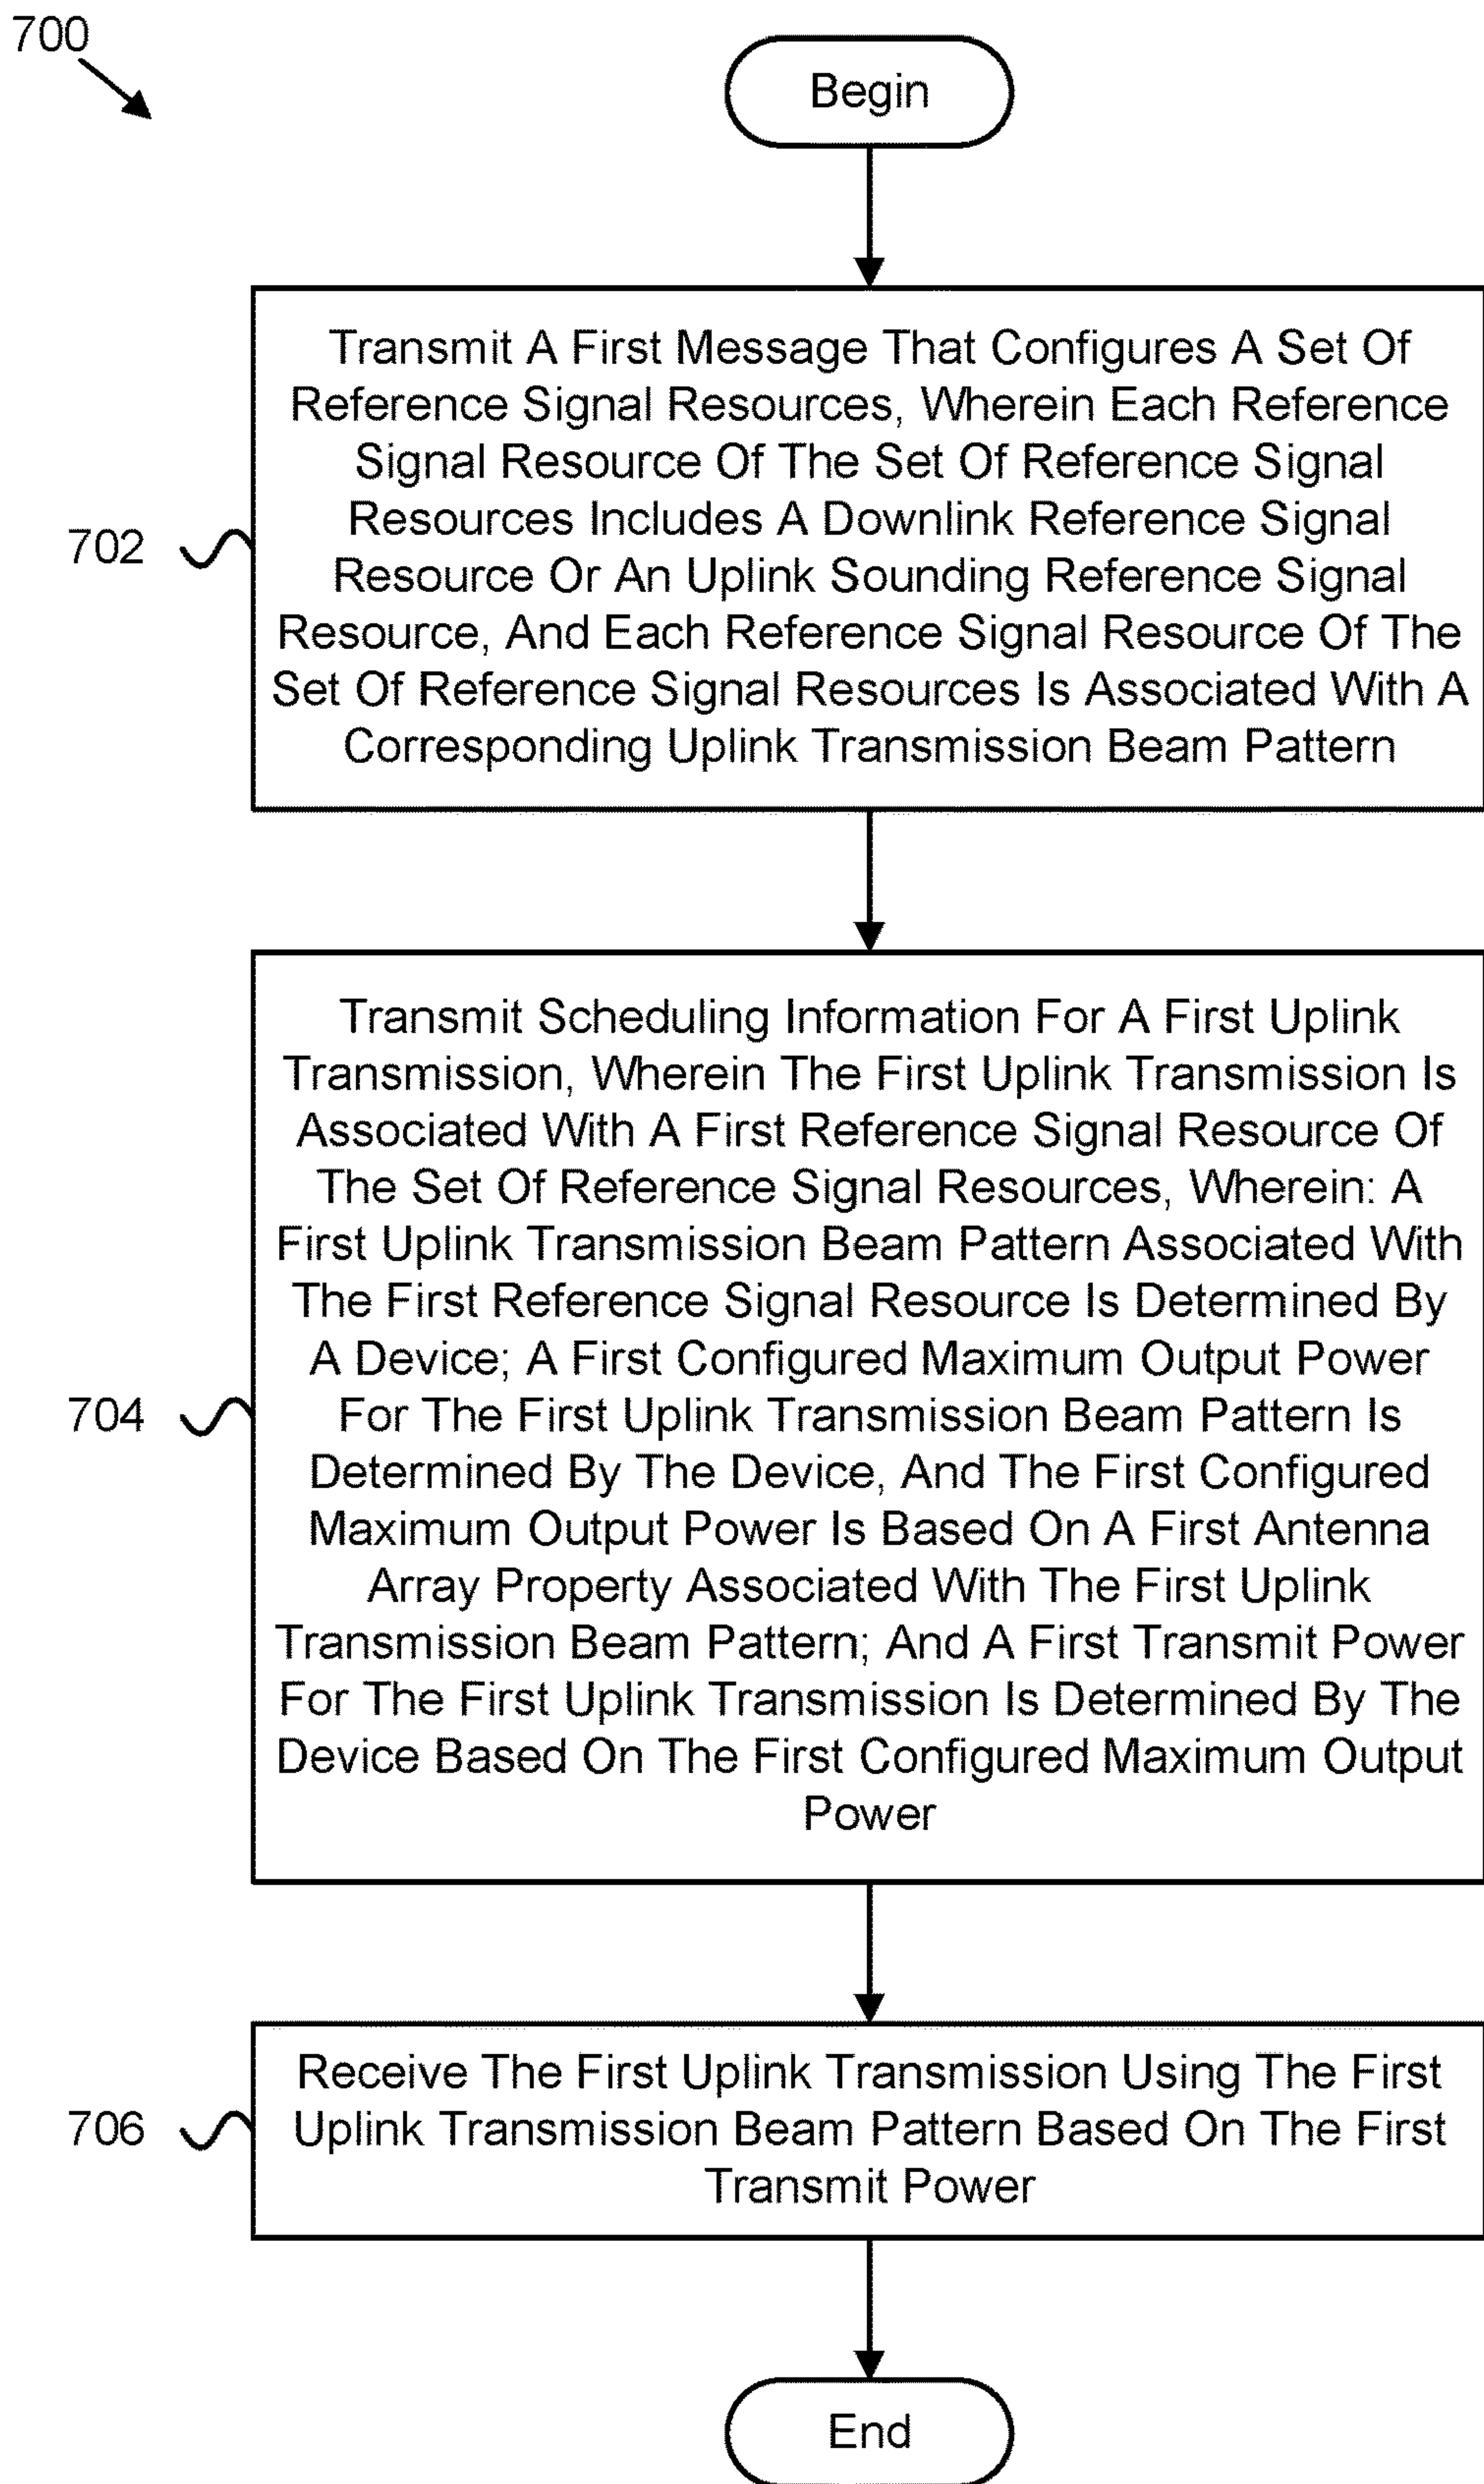 700
Begin
Transmit A First Message That Configures A Set Of
Reference Signal Resources, Wherein Each Reference
Signal Resource Of The Set Of Reference Signal
Resources Includes A Downlink Reference Signal
Resource Or An Uplink Sounding Reference Signal
Resource, And Each Reference Signal Resource Of The
Set Of Reference Signal Resources Is Associated With A
Corresponding Uplink Transmission Beam Pattern
702
Transmit Scheduling Information For A First Uplink
Transmission, Wherein The First Uplink Transmission Is
Associated With A First Reference Signal Resource Of
The Set Of Reference Signal Resources, Wherein: A
First Uplink Transmission Beam Pattern Associated With
The First Reference Signal Resource Is Determined By
A Device; A First Configured Maximum Output Power
For The First Uplink Transmission Beam Pattern Is
Determined By The Device, And The First Configured
Maximum Output Power Is Based On A First Antenna
Array Property Associated With The First Uplink
Transmission Beam Pattern; And A First Transmit Power
For The First Uplink Transmission Is Determined By The
Device Based On The First Configured Maximum Output
Power
704
Receive The First Uplink Transmission Using The First
Uplink Transmission Beam Pattern Based On The First
Transmit Power
706
End